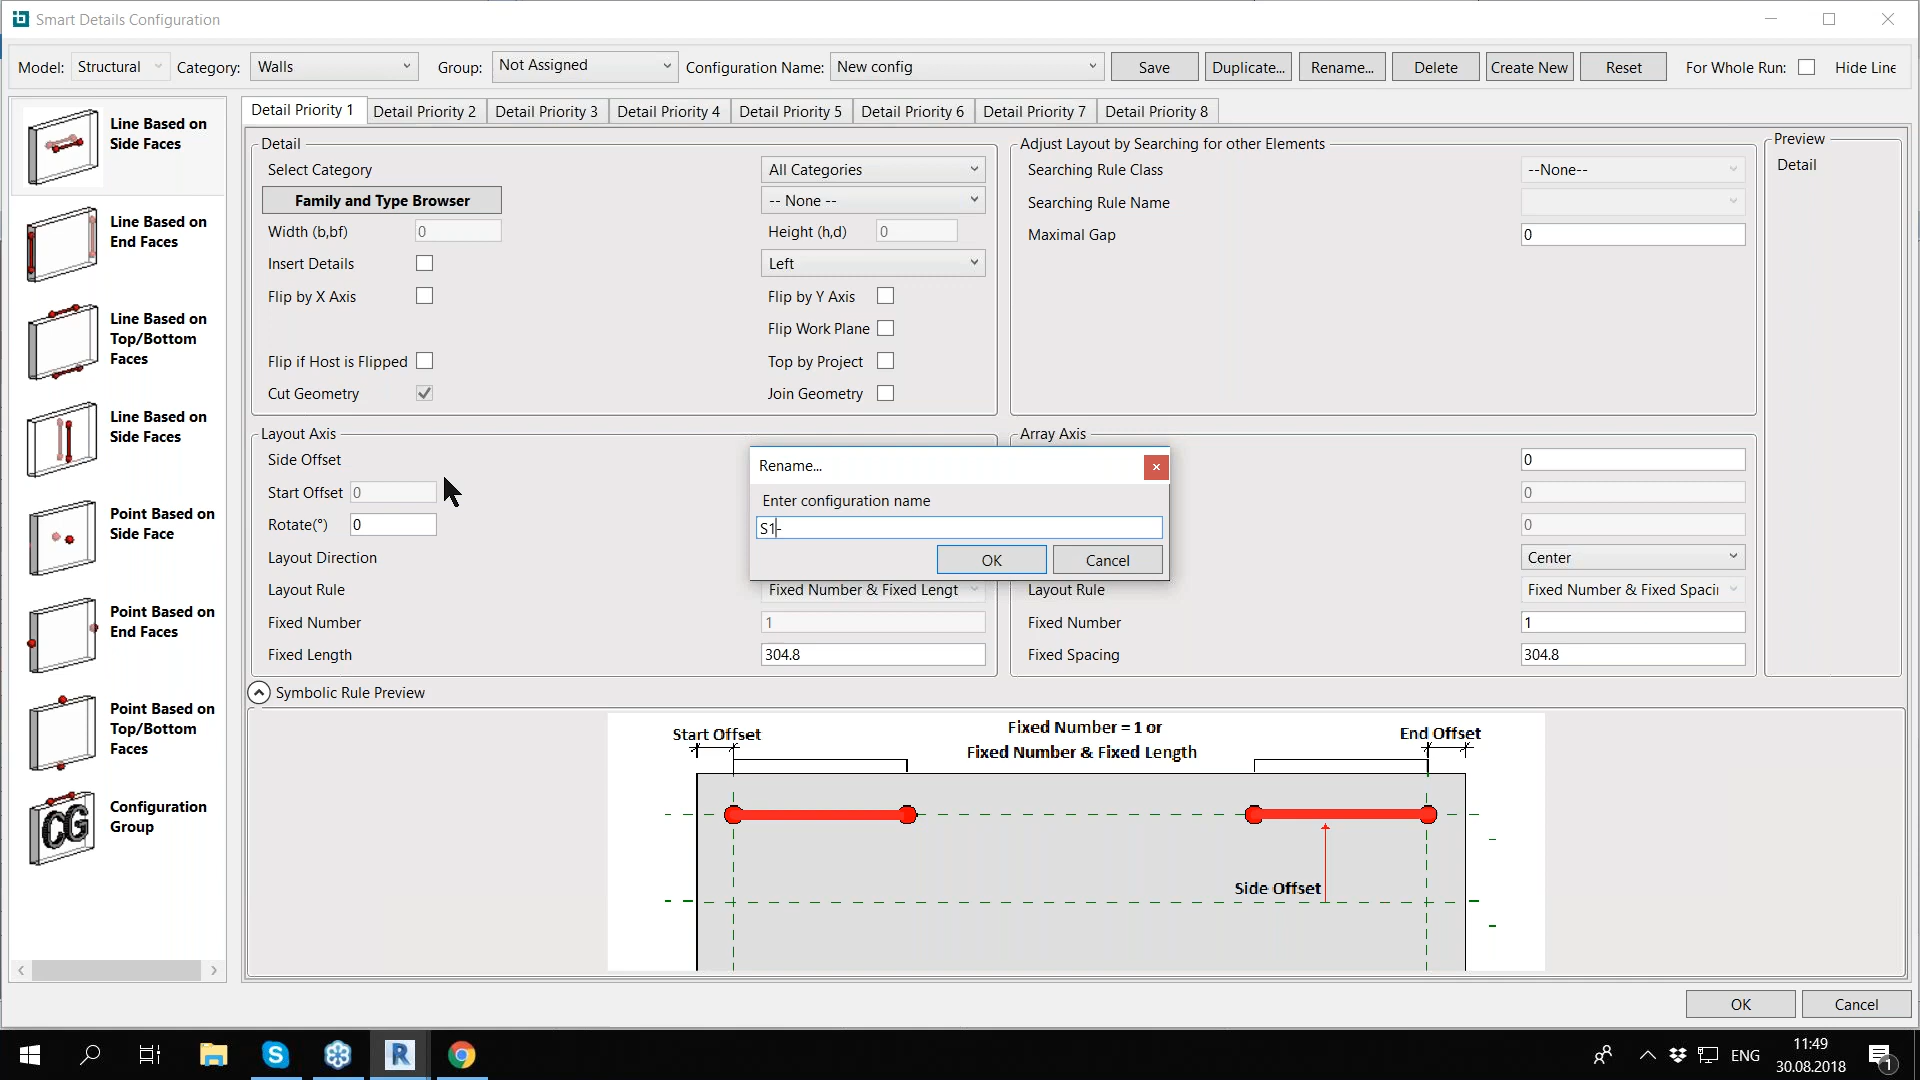 Smart Details Configuration
Model: Structural Category: Walls Group: Not Assigned Configuration Name: New config Save Duplicate... Rename... Delete Create New Reset For Whole Run: Hide Line
Line Based on Side Faces
Line Based on End Faces
Line Based on Top/Bottom Faces
Line Based on Side Faces
Point Based on Side Face
Point Based on End Faces
Point Based on Top/Bottom Faces
CG
Configuration Group
Detail Priority 1 Detail Priority 2 Detail Priority 3 Detail Priority 4 Detail Priority 5 Detail Priority 6 Detail Priority 7 Detail Priority 8
Detail
Select Category All Categories
Family and Type Browser -- None --
Width (b,bf) 0 Height (h,d) 0
Insert Details Left
Flip by X Axis Flip by Y Axis
Flip Work Plane
Flip if Host is Flipped Top by Project
Cut Geometry Join Geometry
Adjust Layout by Searching for other Elements
Searching Rule Class --None--
Searching Rule Name
Maximal Gap 0
Preview
Detail
Layout Axis
Side Offset
Start Offset 0
Rotate(°) 0
Layout Direction
Layout Rule Fixed Number & Fixed Lengt
Fixed Number 1
Fixed Length 304.8
Array Axis
0
0
0
Center
Layout Rule Fixed Number & Fixed Spacin
Fixed Number 1
Fixed Spacing 304.8
Rename...
Enter configuration name
S1-
OK Cancel
Symbolic Rule Preview
Start Offset
Fixed Number = 1 or
Fixed Number & Fixed Length
End Offset
Side Offset
OK Cancel
S R ENG
11:49
30.08.2018
1